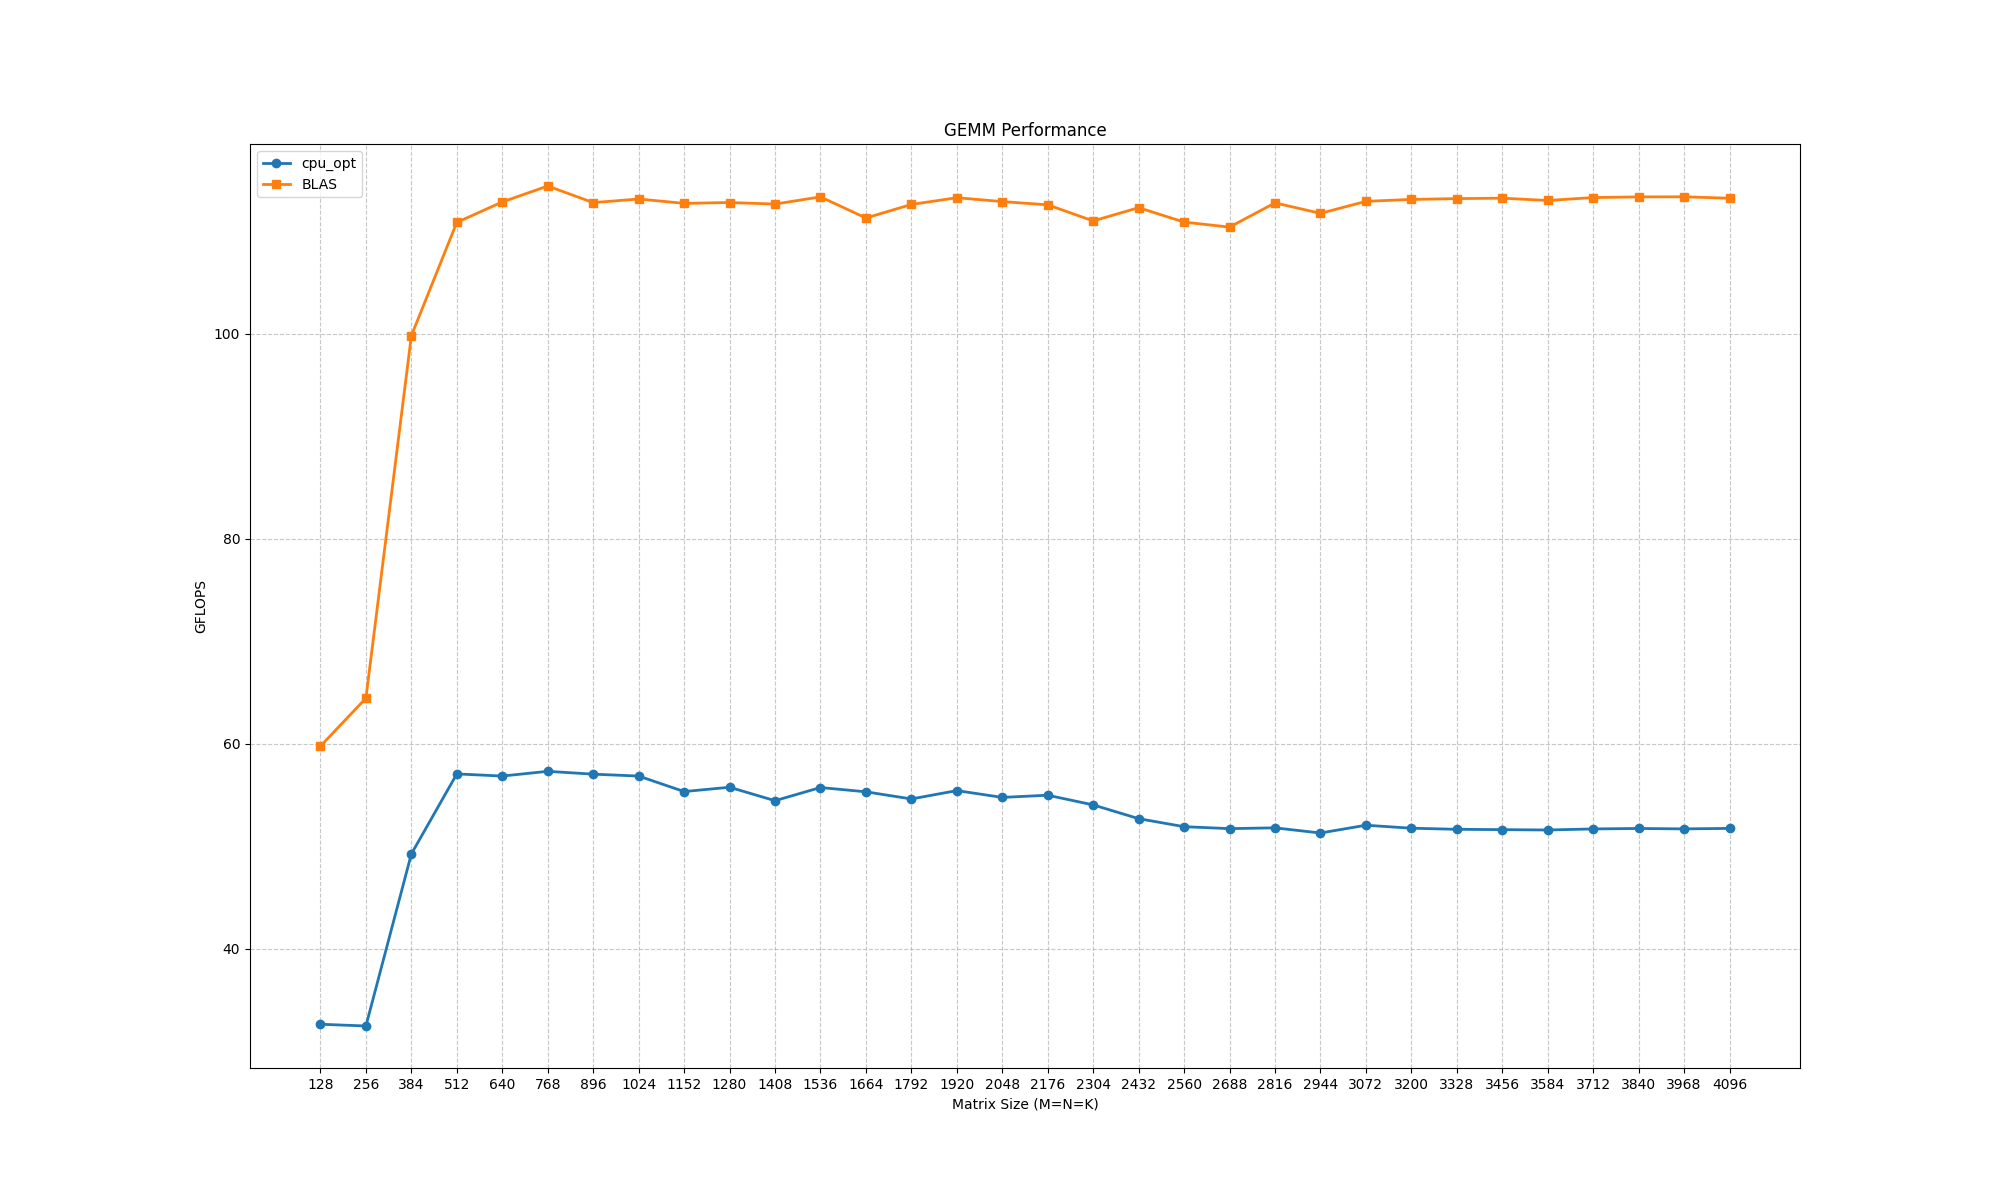 GEMM Performance
cpu_opt
BLAS
100
80
60
40
GFLOPS
128 256 384 512 640 768 896 1024 1152 1280 1408 1536 1664 1792 1920 2048 2176 2304 2432 2560 2688 2816 2944 3072 3200 3328 3456 3584 3712 3840 3968 4096
Matrix Size (M=N=K)